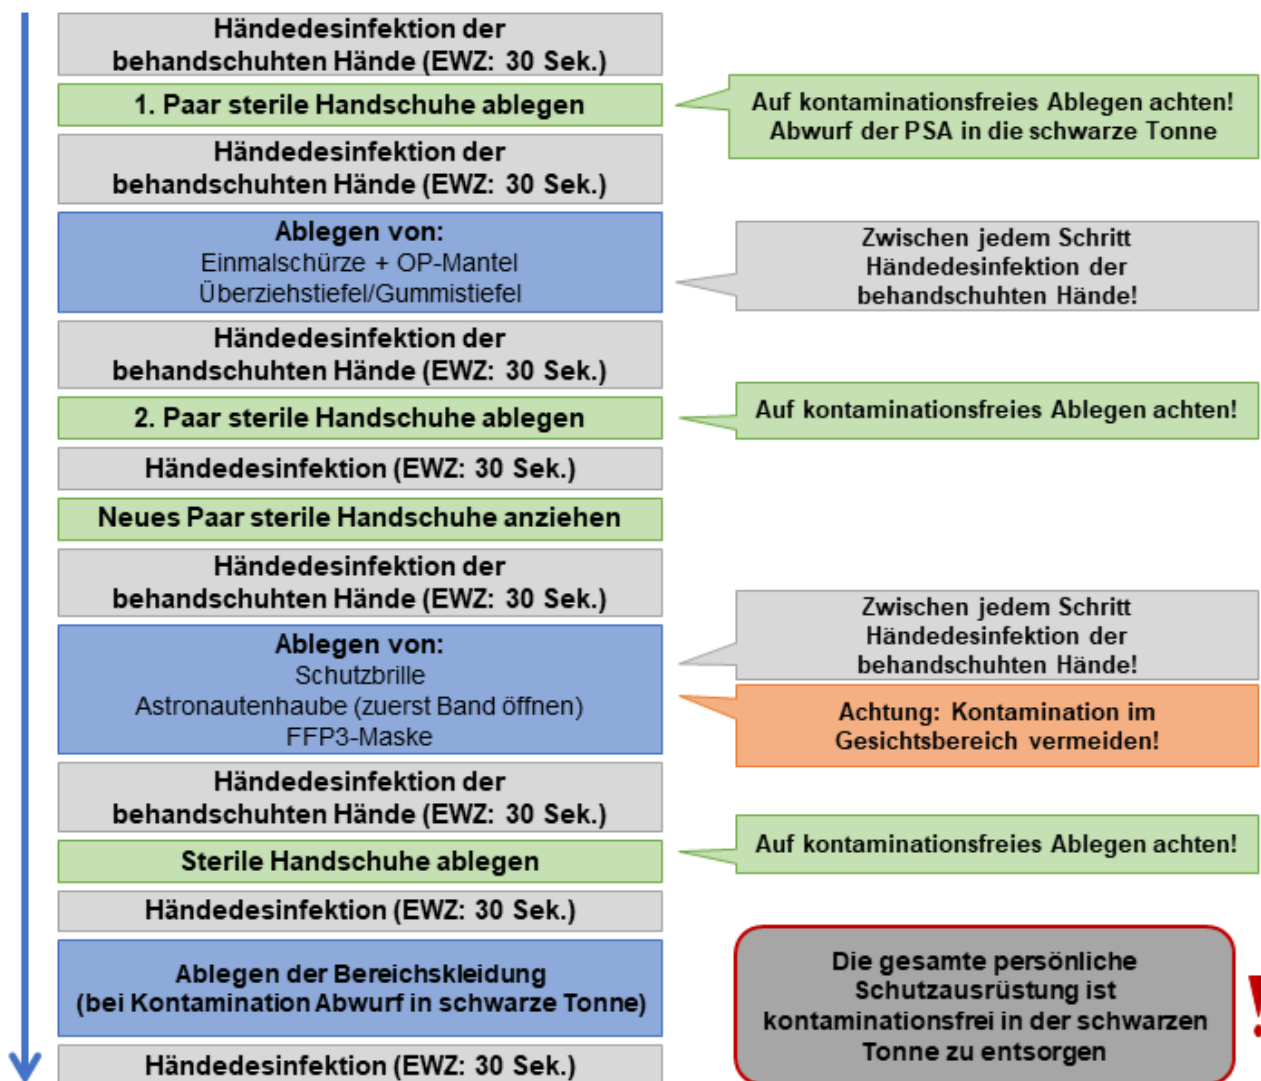 Händedesinfektion der
behandschuhten Hände (EWZ: 30 Sek.)
1. Paar sterile Handschuhe ablegen
Auf kontaminationsfreies Ablegen achten!
Abwurf der PSA in die schwarze Tonne
Händedesinfektion der
behandschuhten Hände (EWZ: 30 Sek.)
Ablegen von:
Einmalschürze + OP-Mantel
Überziehstiefel/Gummistiefel
Zwischen jedem Schritt
Händedesinfektion der
behandschuhten Hände!
Händedesinfektion der
behandschuhten Hände (EWZ: 30 Sek.)
2. Paar sterile Handschuhe ablegen
Auf kontaminationsfreies Ablegen achten!
Händedesinfektion (EWZ: 30 Sek.)
Neues Paar sterile Handschuhe anziehen
Händedesinfektion der
behandschuhten Hände (EWZ: 30 Sek.)
Ablegen von:
Schutzbrille
Astronautenhaube (zuerst Band öffnen)
FFP3-Maske
Zwischen jedem Schritt
Händedesinfektion der
behandschuhten Hände!
Achtung: Kontamination im
Gesichtsbereich vermeiden!
Händedesinfektion der
behandschuhten Hände (EWZ: 30 Sek.)
Sterile Handschuhe ablegen
Auf kontaminationsfreies Ablegen achten!
Händedesinfektion (EWZ: 30 Sek.)
Ablegen der Bereichskleidung
(bei Kontamination Abwurf in schwarze Tonne)
Händedesinfektion (EWZ: 30 Sek.)
Die gesamte persönliche
Schutzausrüstung ist
kontaminationsfrei in der schwarzen
Tonne zu entsorgen
!